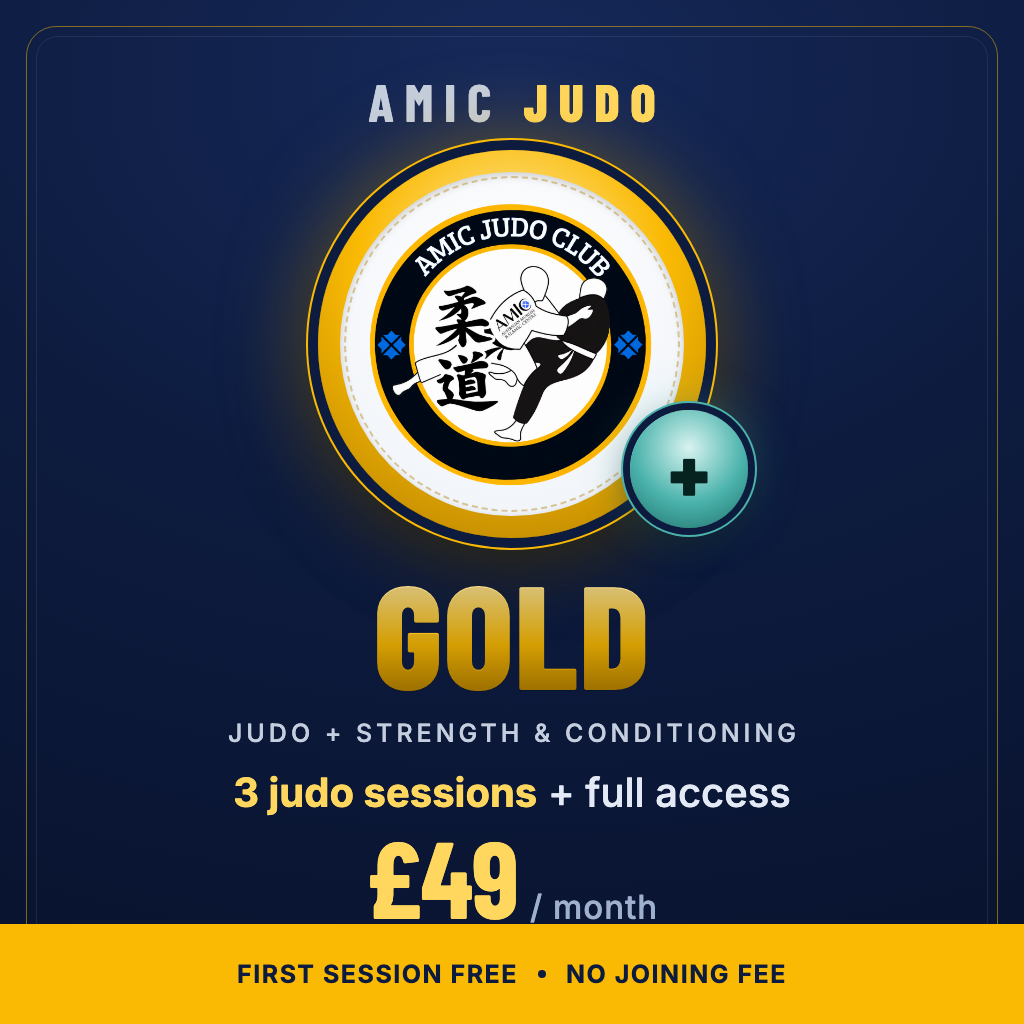 AMIC JUDO
AMIC JUDO CLUB
柔道
AMIC
+
GOLD
JUDO + STRENGTH & CONDITIONING
3 judo sessions + full access
£49 / month
FIRST SESSION FREE • NO JOINING FEE